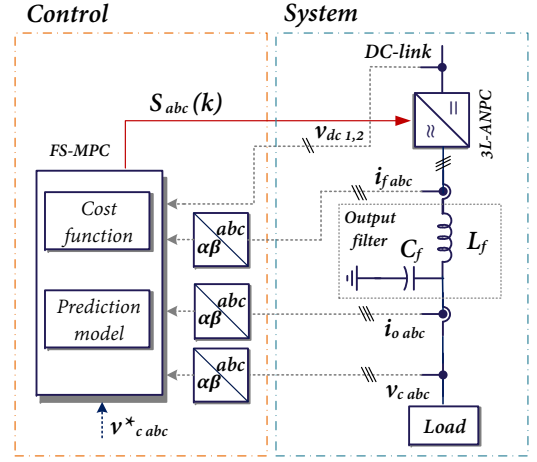 Control
System
DC-link
S abc (k)
3L-ANPC
FS-MPC
v dc 1,2
=
≈
i f abc
Cost
function
abc
αβ
Output
filter
L f
C f
Prediction
model
abc
αβ
i o abc
abc
αβ
v c abc
v* c abc
Load